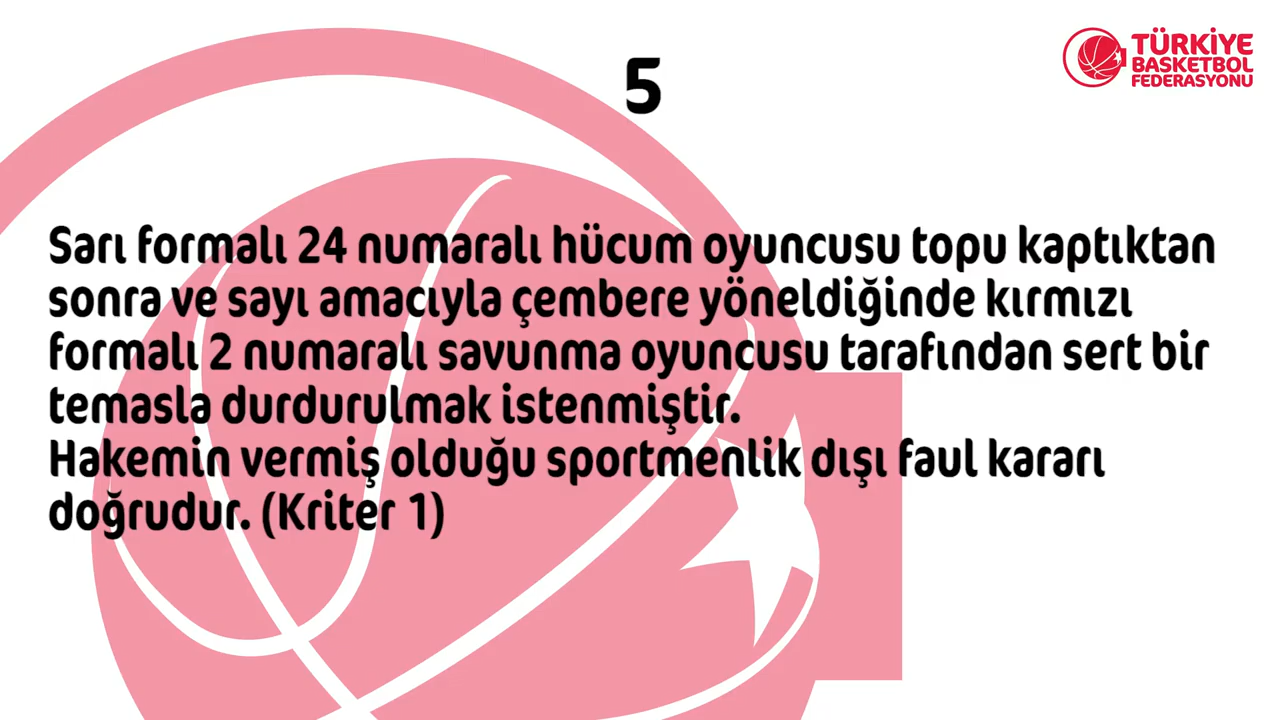 5
TÜRKİYE
BASKETBOL
FEDERASYONU
Sarı formalı 24 numaralı hücum oyuncusu topu kaptıktan
sonra ve sayı amacıyla çembere yöneldiğinde kırmızı
formalı 2 numaralı savunma oyuncusu tarafından sert bir
temasla durdurulmak istenmiştir.
Hakemin vermiş olduğu sportmenlik dışı faul kararı
doğrudur. (Kriter 1)